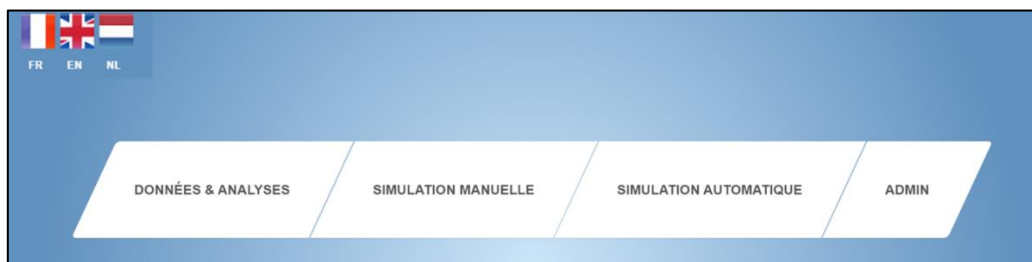 FR EN NL
DONNÉES & ANALYSES SIMULATION MANUELLE SIMULATION AUTOMATIQUE ADMIN